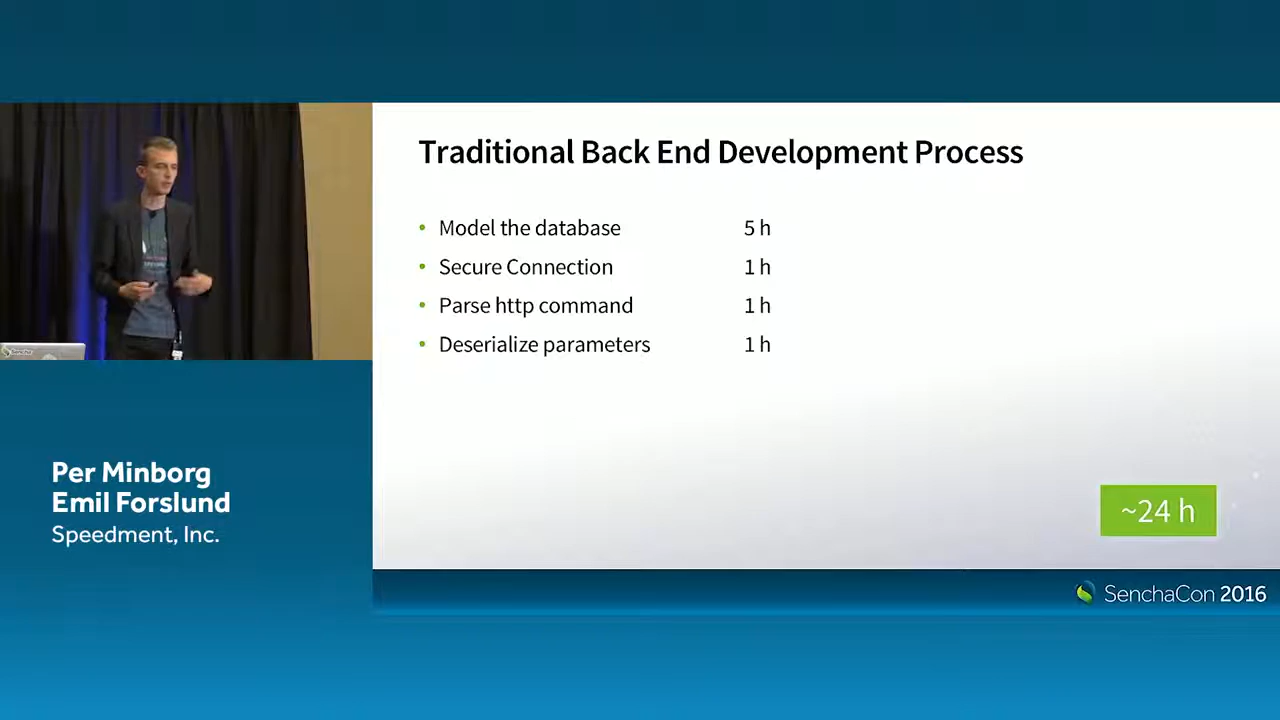 Traditional Back End Development Process
• Model the database 5 h
• Secure Connection 1 h
• Parse http command 1 h
• Deserialize parameters 1 h
~24 h
Per Minborg
Emil Forslund
Speedment, Inc.
SenchaCon 2016
Sencha